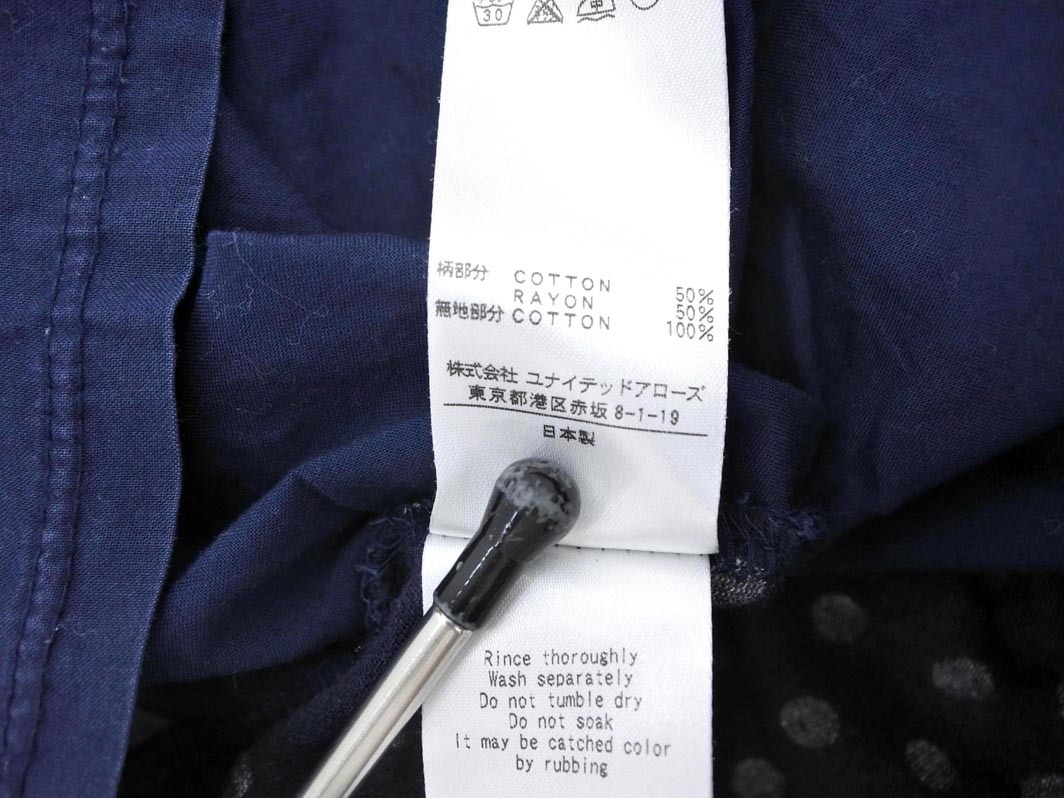 30
柄部分 COTTON 50%
RAYON 50%
無地部分 COTTON 100%
株式会社 ユナイテッドアローズ
東京都港区赤坂 8-1-19
日本製
Rince thoroughly
Wash separately
Do not tumble dry
Do not soak
It may be catched color
by rubbing